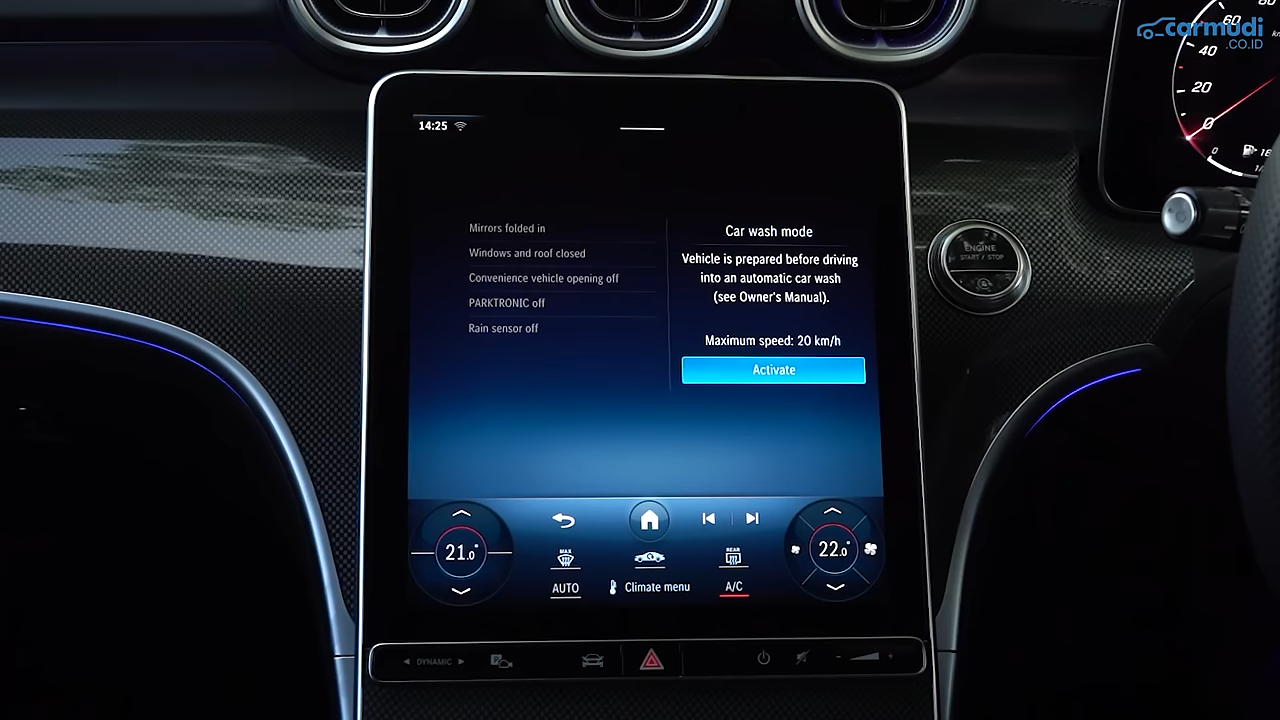 carmudi
.CO.ID
60
40
20
0
0
14:25
Mirrors folded in
Windows and roof closed
Convenience vehicle opening off
PARKTRONIC off
Rain sensor off
Car wash mode
Vehicle is prepared before driving
into an automatic car wash
(see Owner's Manual).
Maximum speed: 20 km/h
Activate
ENGINE
START / STOP
21.0°
MAX
REAR
22.0°
AUTO
Climate menu
A/C
◄ DYNAMIC ►
P
- +